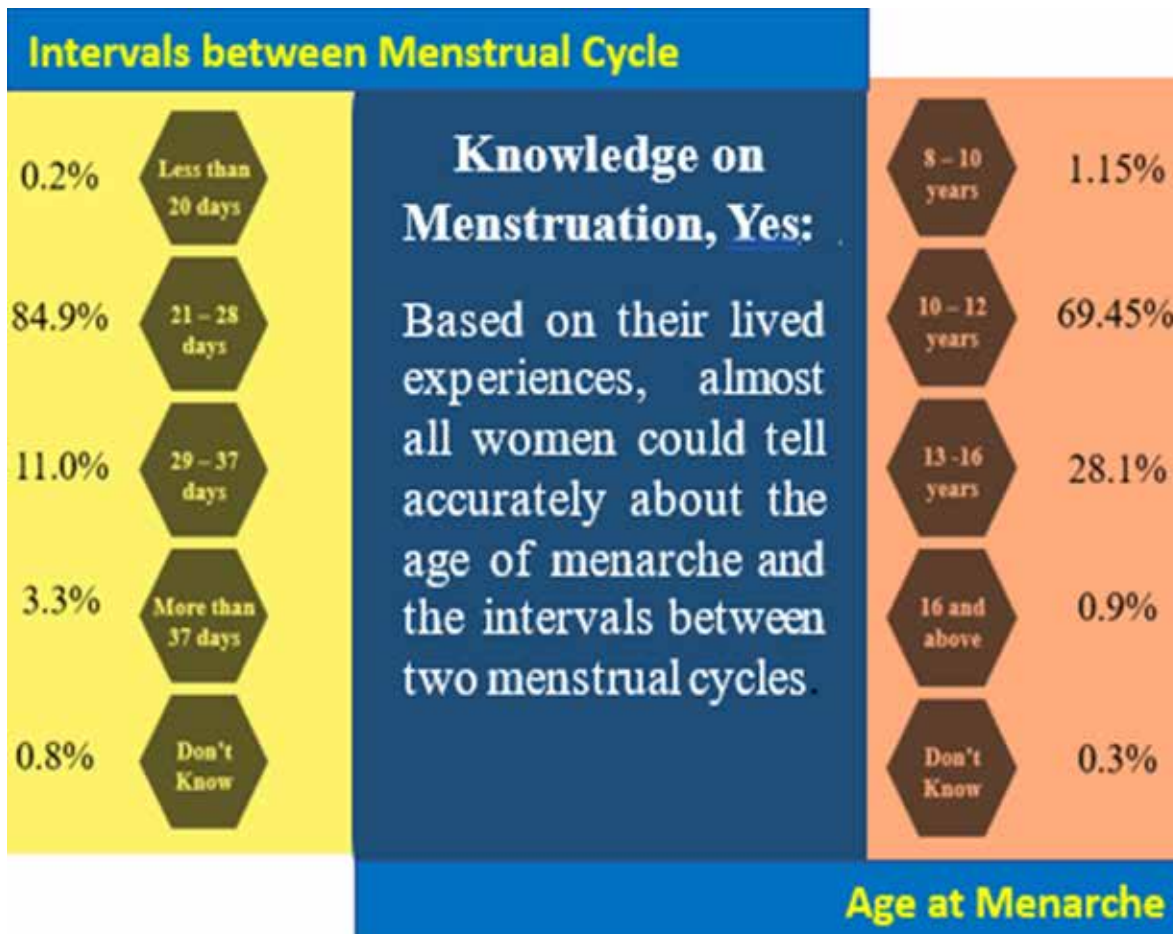 Intervals between Menstrual Cycle
0.2%
Less than
20 days
84.9%
21 – 28
days
11.0%
29 – 37
days
3.3%
More than
37 days
0.8%
Don't
Know
Knowledge on
Menstruation, Yes:
Based on their lived
experiences, almost
all women could tell
accurately about the
age of menarche and
the intervals between
two menstrual cycles.
8 – 10
years
1.15%
10 – 12
years
69.45%
13 -16
years
28.1%
16 and
above
0.9%
Don't
Know
0.3%
Age at Menarche